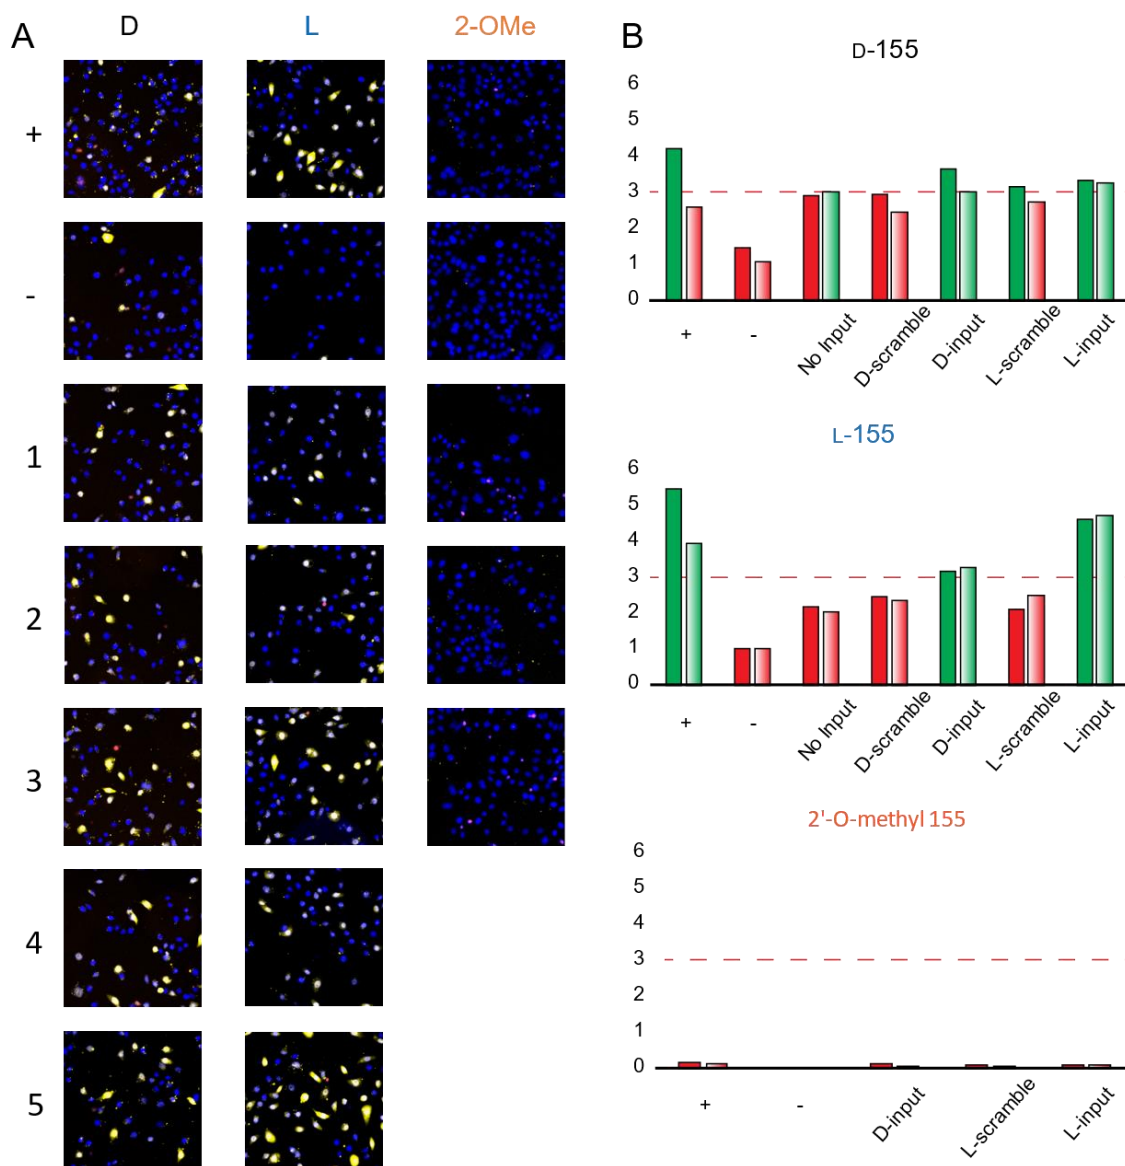 A
D
L
2-OMe
+
-
1
2
3
4
5
B
D-155
6
5
4
3
2
1
0
+
-
No Input
D-scramble
D-input
L-scramble
L-input
L-155
6
5
4
3
2
1
0
+
-
No Input
D-scramble
D-input
L-scramble
L-input
2'-O-methyl 155
6
5
4
3
2
1
0
+
-
D-input
L-scramble
L-input